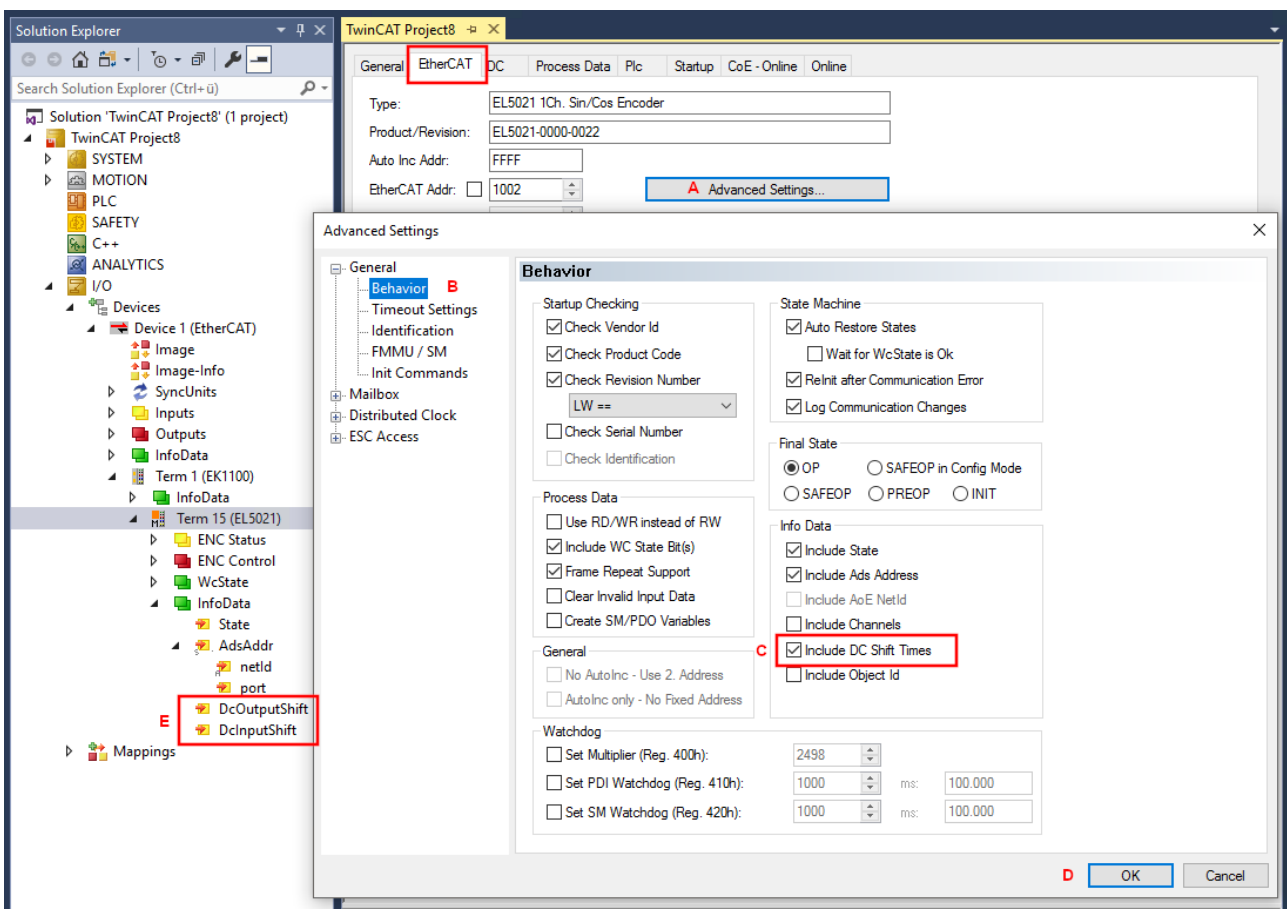 Solution Explorer
Search Solution Explorer (Ctrl+ü)
Solution 'TwinCAT Project8' (1 project)
TwinCAT Project8
SYSTEM
MOTION
PLC
SAFETY
C++
ANALYTICS
I/O
Devices
Device 1 (EtherCAT)
Image
Image-Info
SyncUnits
Inputs
Outputs
InfoData
Term 1 (EK1100)
InfoData
Term 15 (EL5021)
ENC Status
ENC Control
WcState
InfoData
State
AdsAddr
netId
port
DcOutputShift
E
DcInputShift
Mappings
TwinCAT Project8
General EtherCAT DC Process Data Plc Startup CoE - Online Online
Type: EL5021 1Ch. Sin/Cos Encoder
Product/Revision: EL5021-0000-0022
Auto Inc Addr: FFFF
EtherCAT Addr: 1002 A Advanced Settings...
Advanced Settings
General
Behavior B
Timeout Settings
Identification
FMMU / SM
Init Commands
Mailbox
Distributed Clock
ESC Access
Behavior
Startup Checking
Check Vendor Id
Check Product Code
Check Revision Number
LW ==
Check Serial Number
Check Identification
Process Data
Use RD/WR instead of RW
Include WC State Bit(s)
Frame Repeat Support
Clear Invalid Input Data
Create SM/PDO Variables
General
No AutoInc - Use 2. Address
AutoInc only - No Fixed Address
State Machine
Auto Restore States
Wait for WcState is Ok
ReInit after Communication Error
Log Communication Changes
Final State
OP SAFEOP in Config Mode
SAFEOP PREOP INIT
Info Data
Include State
Include Ads Address
Include AoE NetId
Include Channels
C Include DC Shift Times
Include Object Id
Watchdog
Set Multiplier (Reg. 400h): 2498
Set PDI Watchdog (Reg. 410h): 1000 ms: 100.000
Set SM Watchdog (Reg. 420h): 1000 ms: 100.000
D OK Cancel